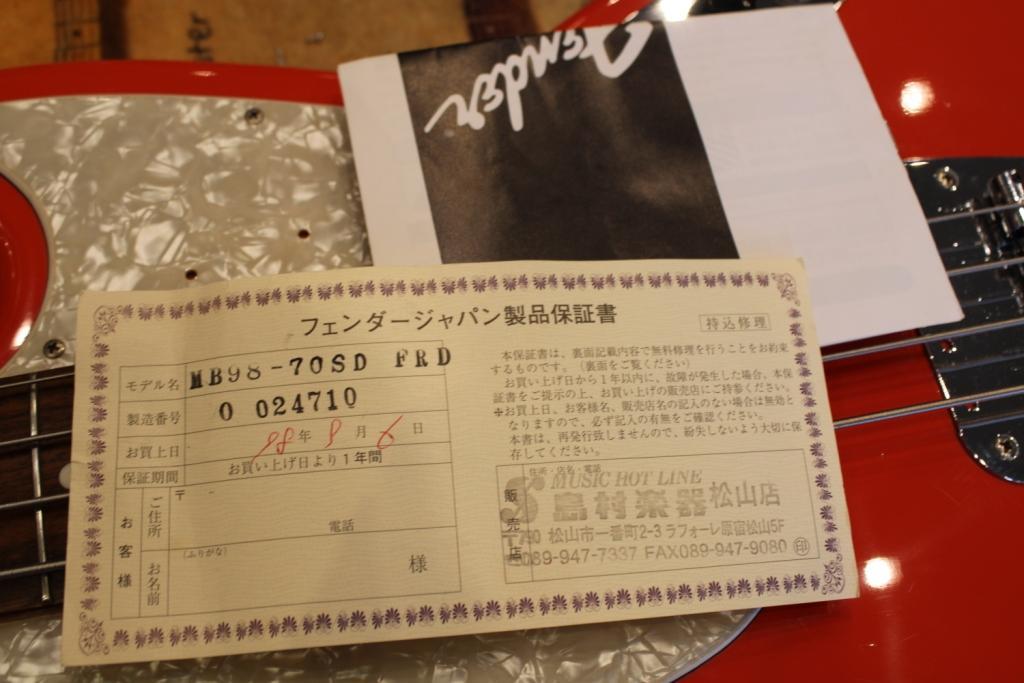 Fender
フェンダージャパン製品保証書
持込修理
モデル名 MB98-70SD FRD
製造番号 O 024710
お買上日 98年 8月 6日
保証期間 お買い上げ日より1年間
お客様
ご住所 〒
電話
お名前 (ふりがな)
様
本保証書は、裏面記載内容で無料修理を行うことをお約束
するものです。(裏面をご覧ください)
お買い上げ日から1年以内に、故障が発生した場合、本保
証書をご提示の上、お買い上げの販売店にご持参ください。
※お買上日、お客様名、販売店名の記入のない場合は無効と
なりますので、必ず記入の有無をご確認ください。
本書は、再発行致しませんので、紛失しないよう大切に保
存してください。
販売店
住所・店名・電話
MUSIC HOT LINE
島村楽器松山店
〒790 松山市一番町2-3 ラフォーレ原宿松山5F
089-947-7337 FAX089-947-9080 印